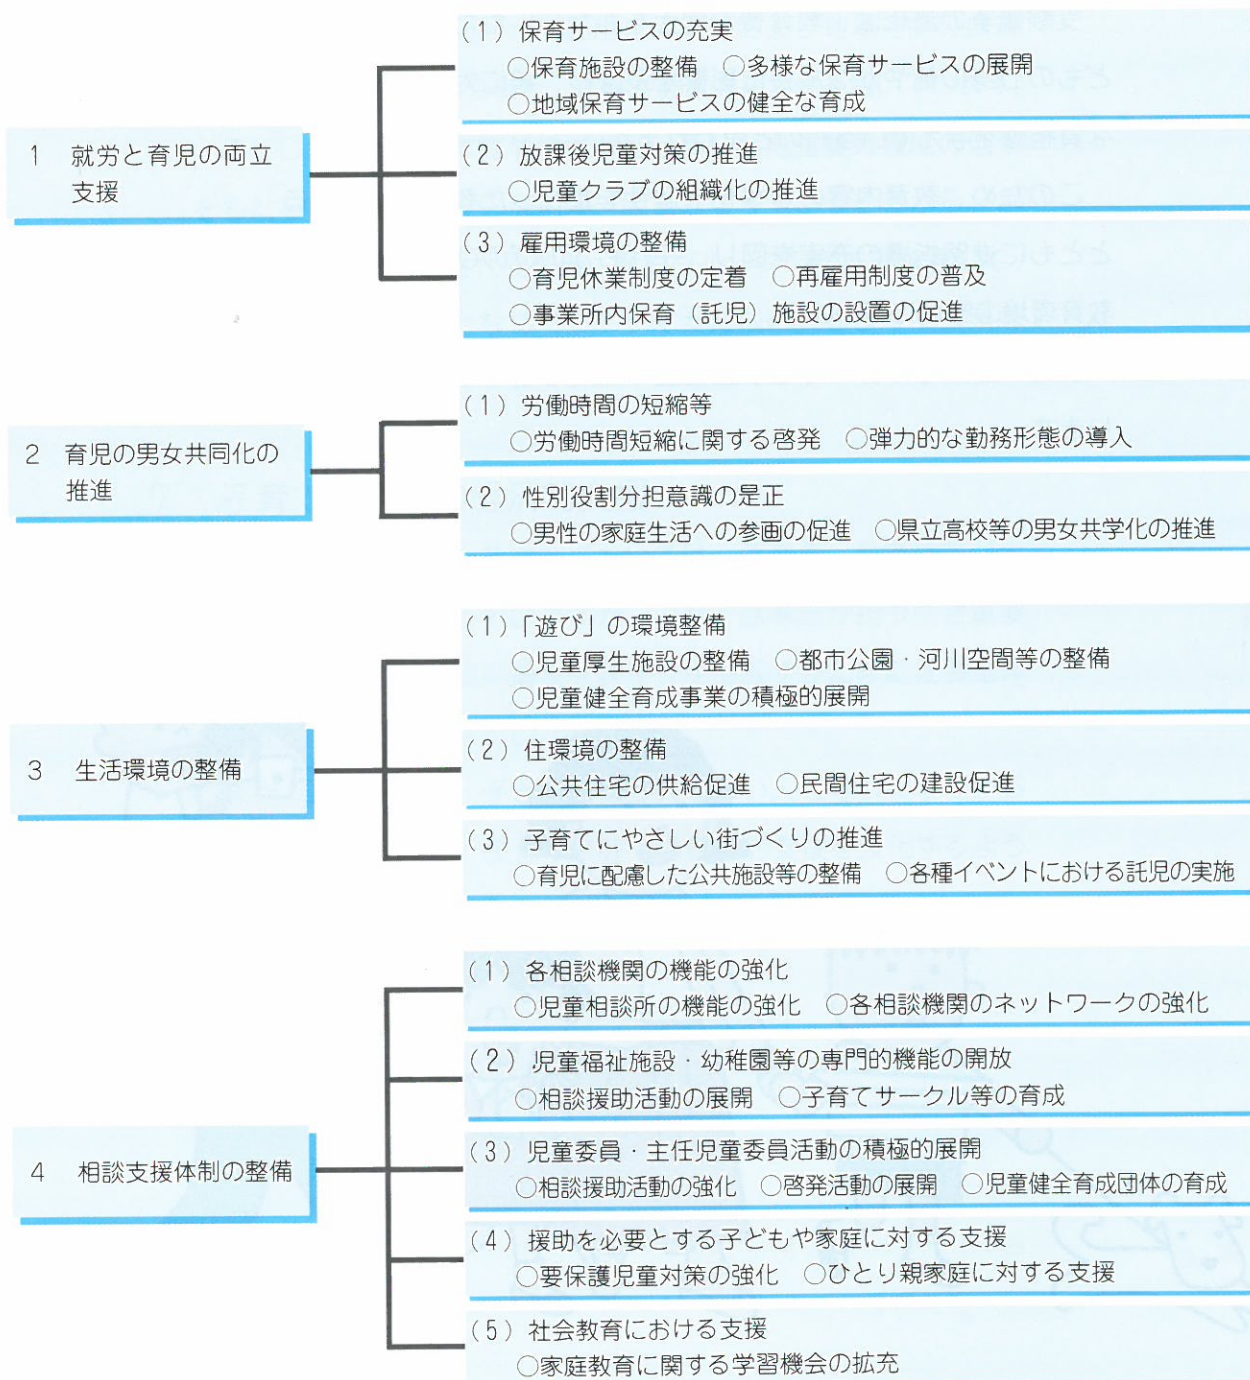 1 就労と育児の両立
支援
(1) 保育サービスの充実
○保育施設の整備 ○多様な保育サービスの展開
○地域保育サービスの健全な育成
(2) 放課後児童対策の推進
○児童クラブの組織化の推進
(3) 雇用環境の整備
○育児休業制度の定着 ○再雇用制度の普及
○事業所内保育(託児)施設の設置の促進
2 育児の男女共同化の
推進
(1) 労働時間の短縮等
○労働時間短縮に関する啓発 ○弾力的な勤務形態の導入
(2) 性別役割分担意識の是正
○男性の家庭生活への参画の促進 ○県立高校等の男女共学化の推進
3 生活環境の整備
(1)「遊び」の環境整備
○児童厚生施設の整備 ○都市公園・河川空間等の整備
○児童健全育成事業の積極的展開
(2) 住環境の整備
○公共住宅の供給促進 ○民間住宅の建設促進
(3) 子育てにやさしい街づくりの推進
○育児に配慮した公共施設等の整備 ○各種イベントにおける託児の実施
4 相談支援体制の整備
(1) 各相談機関の機能の強化
○児童相談所の機能の強化 ○各相談機関のネットワークの強化
(2) 児童福祉施設・幼稚園等の専門的機能の開放
○相談援助活動の展開 ○子育てサークル等の育成
(3) 児童委員・主任児童委員活動の積極的展開
○相談援助活動の強化 ○啓発活動の展開 ○児童健全育成団体の育成
(4) 援助を必要とする子どもや家庭に対する支援
○要保護児童対策の強化 ○ひとり親家庭に対する支援
(5) 社会教育における支援
○家庭教育に関する学習機会の拡充